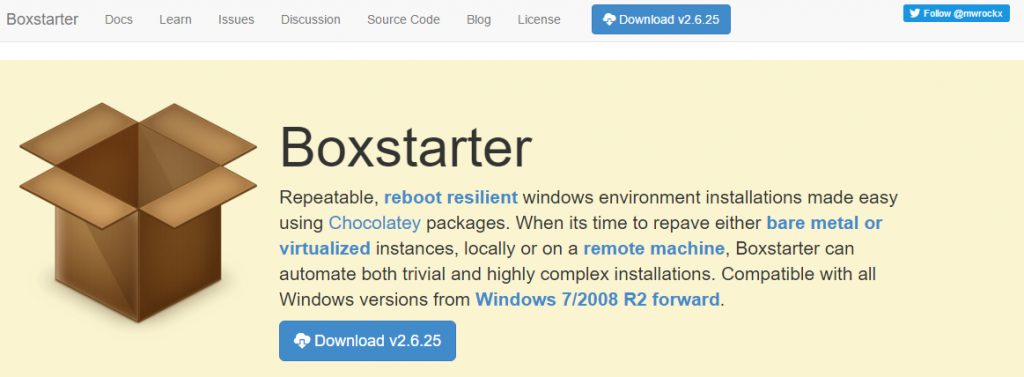 Boxstarter Docs Learn Issues Discussion Source Code Blog License Download v2.6.25 Follow @mwrockx
Boxstarter
Repeatable, reboot resilient windows environment installations made easy
using Chocolatey packages. When its time to repave either bare metal or
virtualized instances, locally or on a remote machine, Boxstarter can
automate both trivial and highly complex installations. Compatible with all
Windows versions from Windows 7/2008 R2 forward.
Download v2.6.25